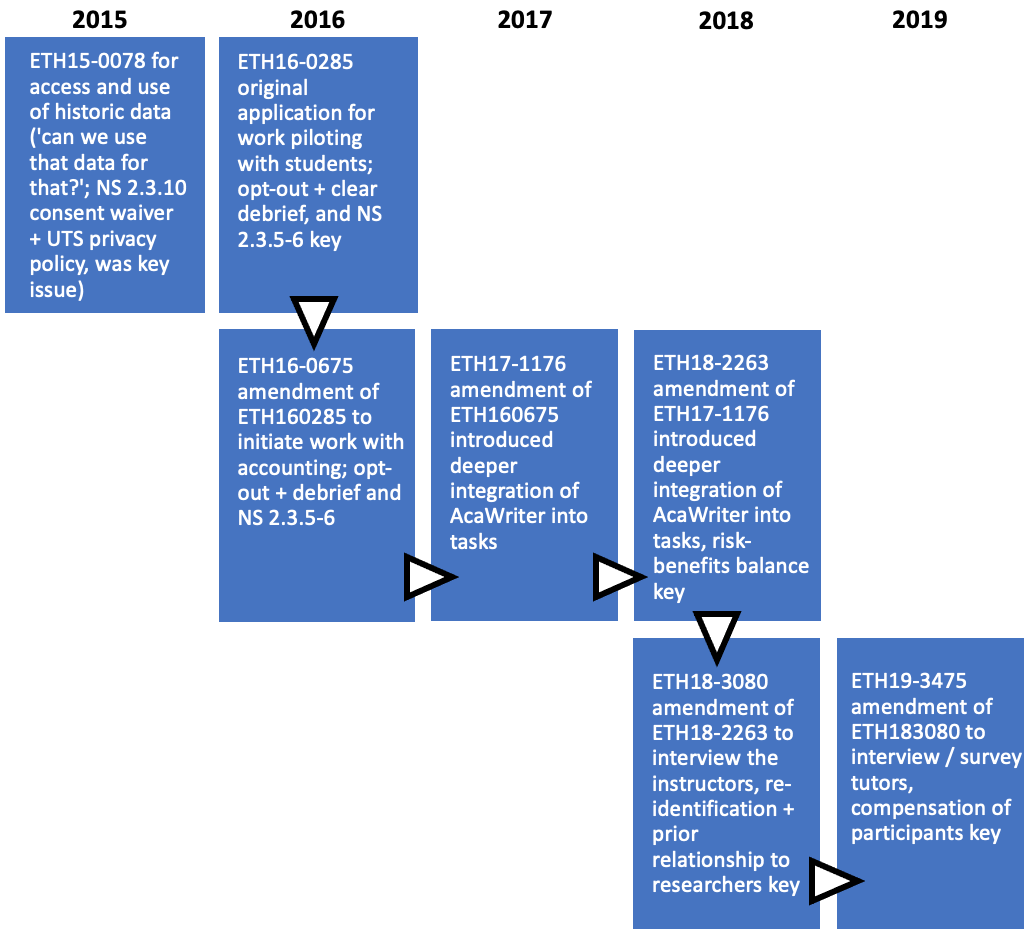 2015
2016
2017
2018
2019
ETH15-0078 for
access and use
of historic data
('can we use
that data for
that?'; NS 2.3.10
consent waiver
+ UTS privacy
policy, was key
issue)
ETH16-0285
original
application for
work piloting
with students;
opt-out + clear
debrief, and NS
2.3.5-6 key
ETH16-0675
amendment of
ETH160285 to
initiate work with
accounting; opt-
out + debrief and
NS 2.3.5-6
ETH17-1176
amendment of
ETH160675
introduced
deeper
integration of
AcaWriter into
tasks
ETH18-2263
amendment of
ETH17-1176
introduced
deeper
integration of
AcaWriter into
tasks, risk-
benefits balance
key
ETH18-3080
amendment of
ETH18-2263 to
interview the
instructors, re-
identification +
prior
relationship to
researchers key
ETH19-3475
amendment of
ETH183080 to
interview / survey
tutors,
compensation of
participants key